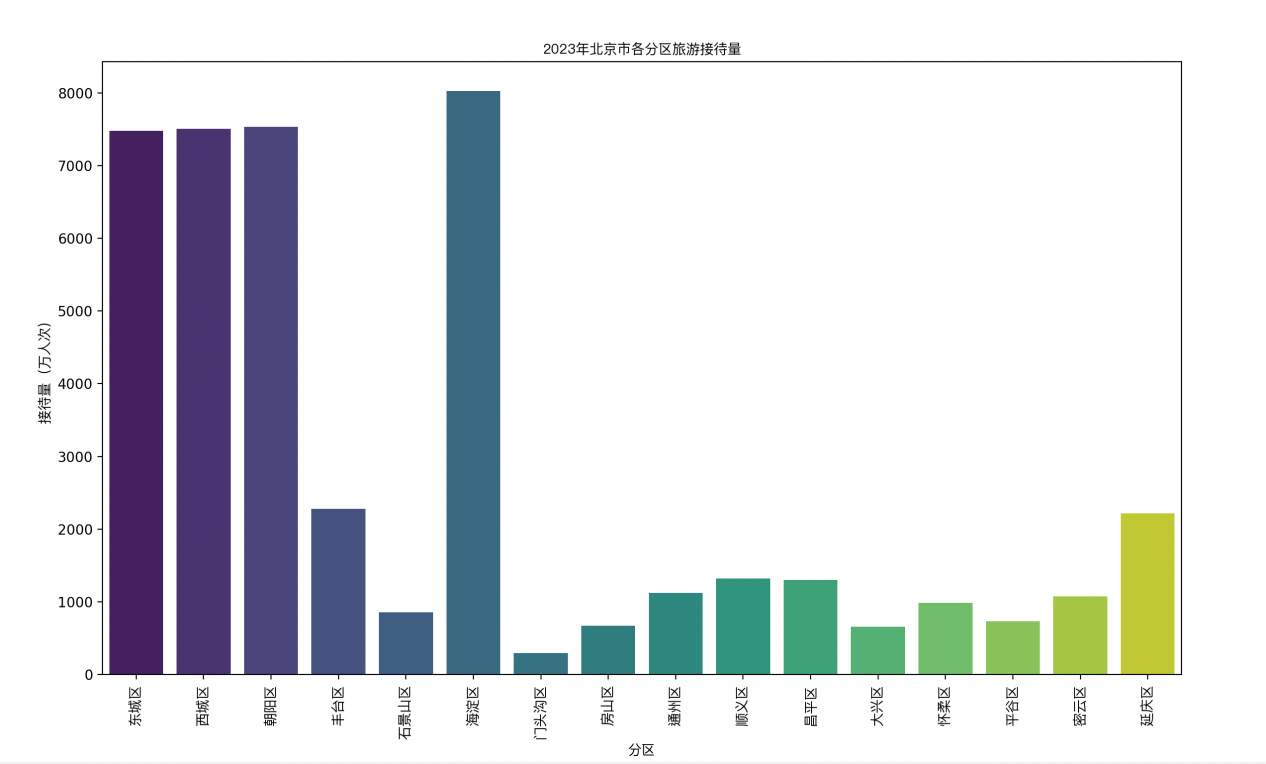 2023年北京市各分区旅游接待量
接待量（万人次）
8000
7000
6000
5000
4000
3000
2000
1000
0
东城区
西城区
朝阳区
丰台区
石景山区
海淀区
门头沟区
房山区
通州区
顺义区
昌平区
大兴区
怀柔区
平谷区
密云区
延庆区
分区